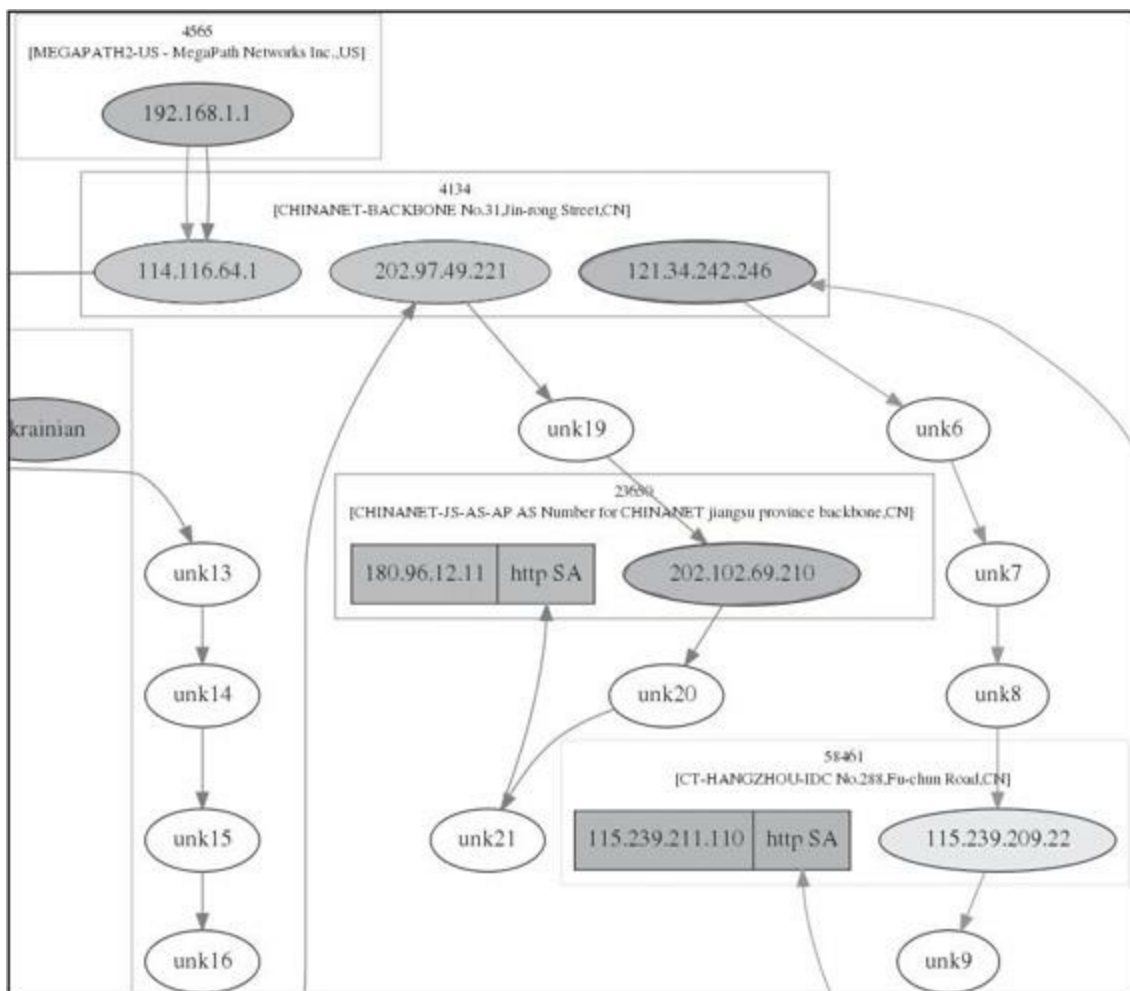 4565
[MEGAPATH2-US - MegaPath Networks Inc.,US]
192.168.1.1
4134
[CHINANET-BACKBONE No.31,Jin-rong Street,CN]
114.116.64.1 202.97.49.221 121.34.242.246
krainian unk19 unk6
[CHINANET-JS-AS-AP AS Number for CHINANET jiangsu province backbone,CN]
unk13 180.96.12.11 http SA 202.102.69.210 unk7
unk14 unk20 unk8
58461
[CT-HANGZHOU-IDC No.288,Fu-chun Road,CN]
unk15 unk21 115.239.211.110 http SA 115.239.209.22
unk16 unk9